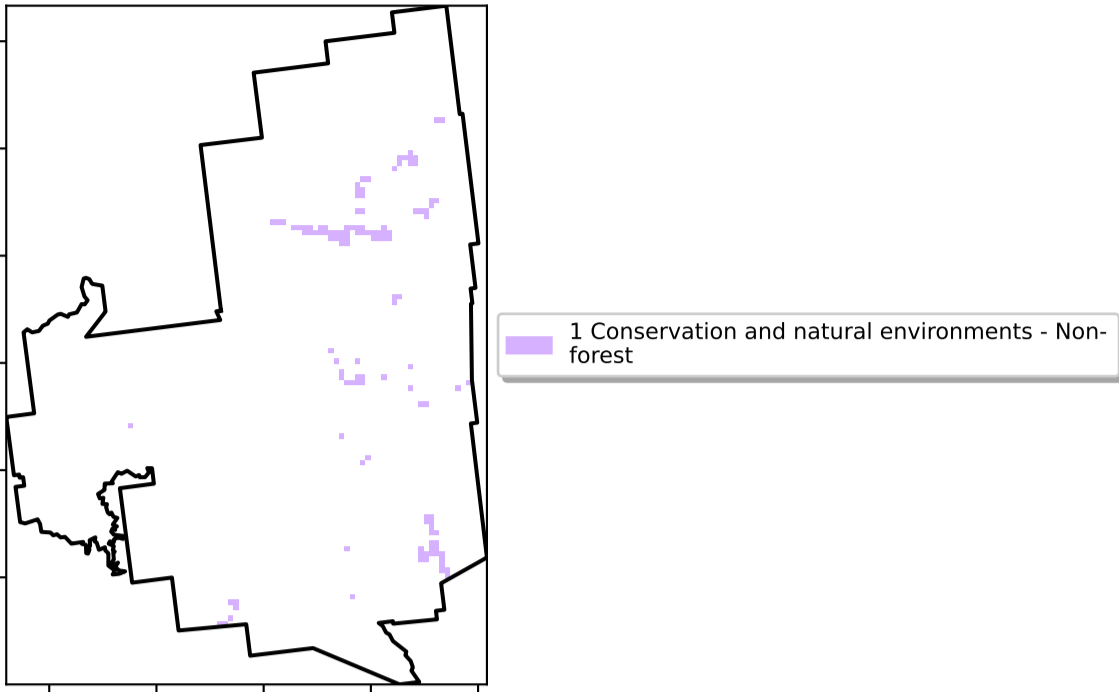 1 Conservation and natural environments - Non-
forest